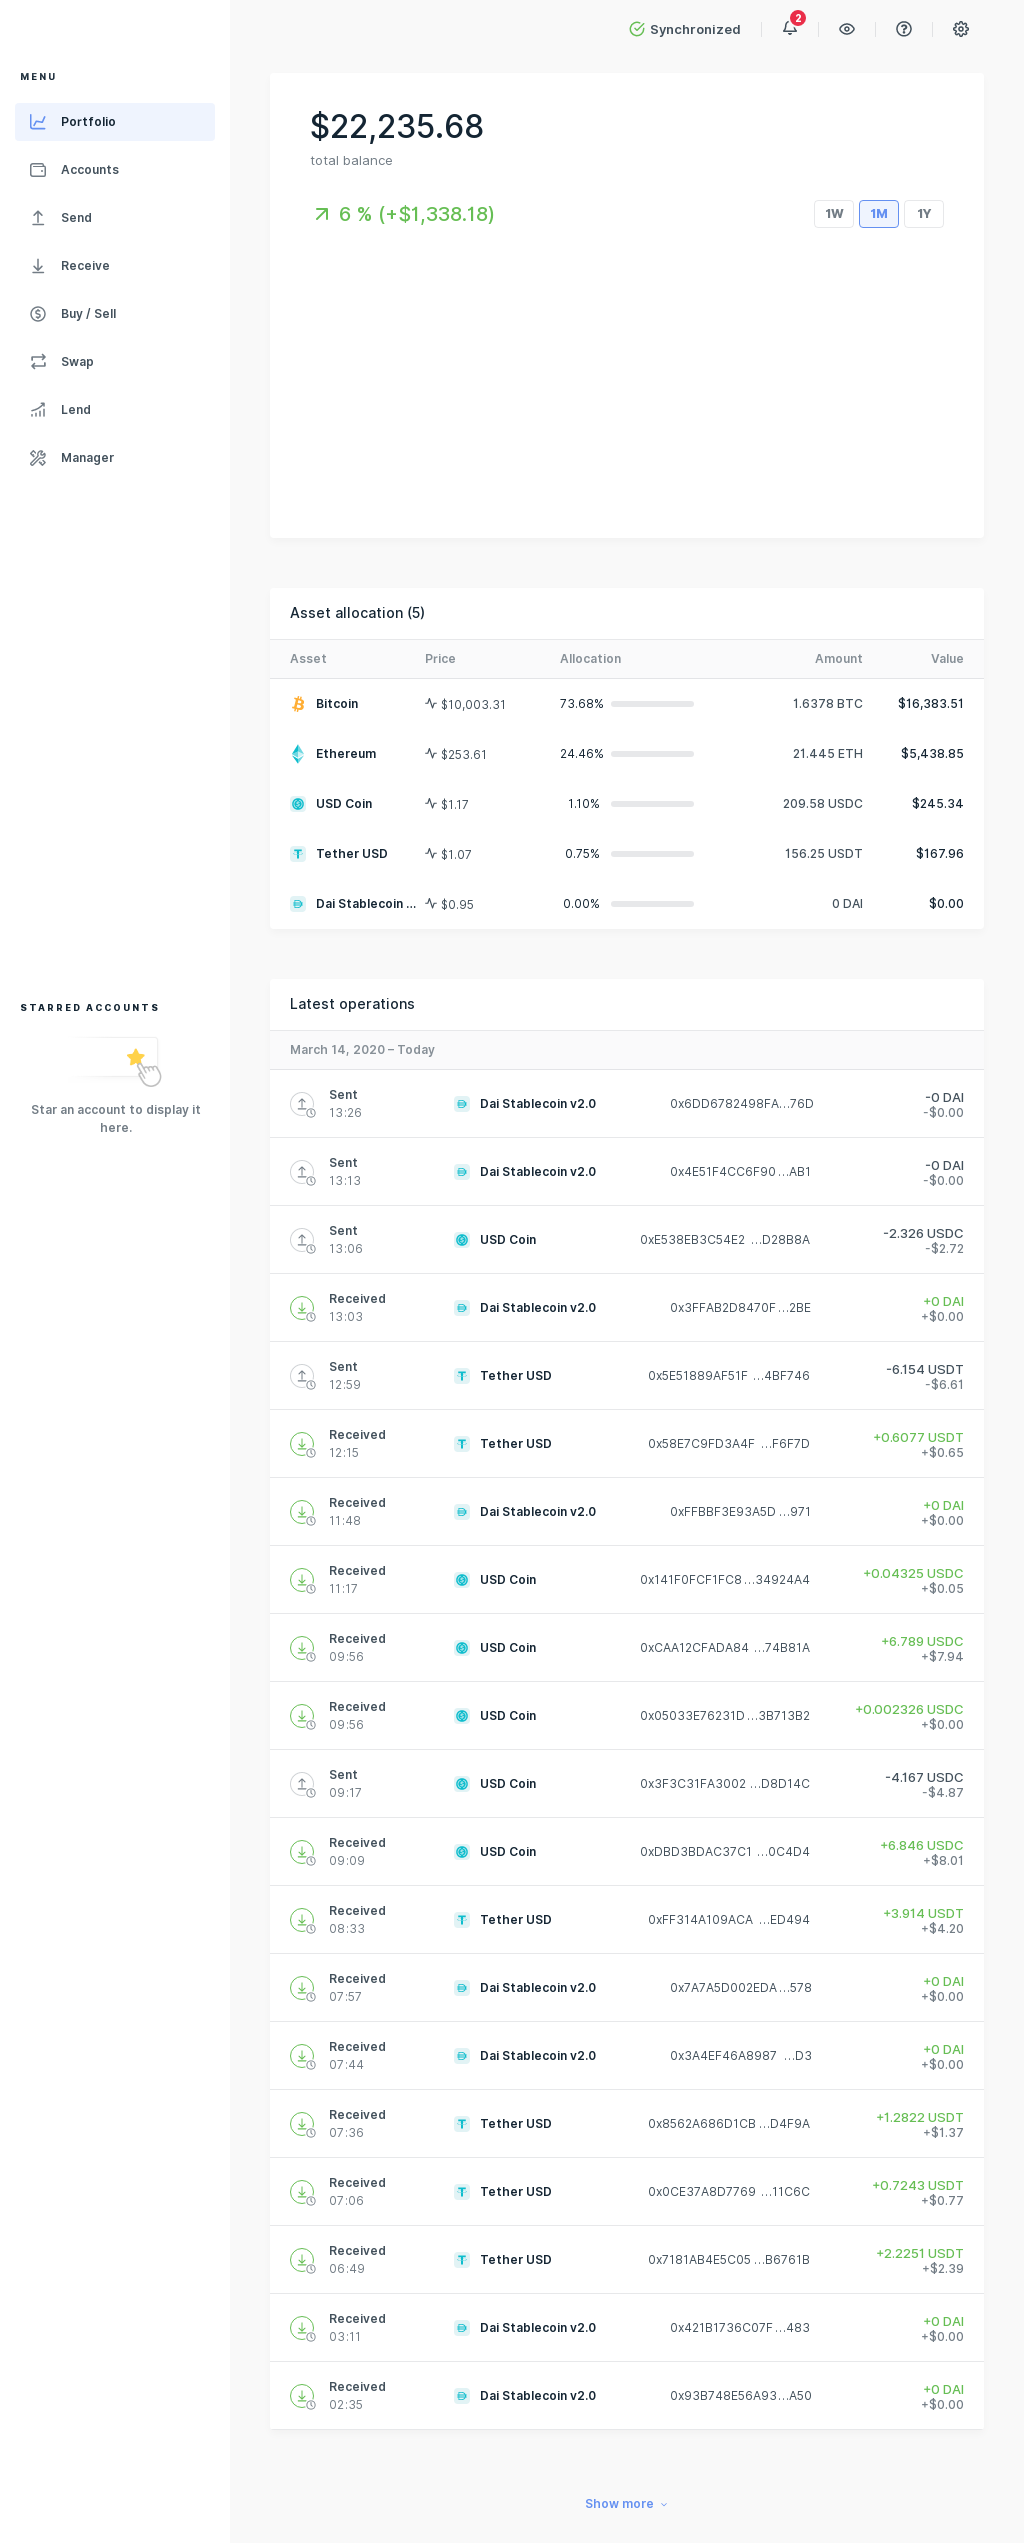 Synchronized
2
MENU
Portfolio
Accounts
Send
Receive
Buy / Sell
Swap
Lend
Manager
STARRED ACCOUNTS
Star an account to display it
here.
$22,235.68
total balance
6 % (+$1,338.18)
1W 1M 1Y
Asset allocation (5)
Asset Price Allocation Amount Value
Bitcoin $10,003.31 73.68% 1.6378 BTC $16,383.51
Ethereum $253.61 24.46% 21.445 ETH $5,438.85
USD Coin $1.17 1.10% 209.58 USDC $245.34
Tether USD $1.07 0.75% 156.25 USDT $167.96
Dai Stablecoin ... $0.95 0.00% 0 DAI $0.00
Latest operations
March 14, 2020 – Today
Sent Dai Stablecoin v2.0 0x6DD6782498FA...76D -0 DAI
13:26 -$0.00
Sent Dai Stablecoin v2.0 0x4E51F4CC6F90...AB1 -0 DAI
13:13 -$0.00
Sent USD Coin 0xE538EB3C54E2 ...D28B8A -2.326 USDC
13:06 -$2.72
Received Dai Stablecoin v2.0 0x3FFAB2D8470F...2BE +0 DAI
13:03 +$0.00
Sent Tether USD 0x5E51889AF51F ...4BF746 -6.154 USDT
12:59 -$6.61
Received Tether USD 0x58E7C9FD3A4F ...F6F7D +0.6077 USDT
12:15 +$0.65
Received Dai Stablecoin v2.0 0xFFBBF3E93A5D...971 +0 DAI
11:48 +$0.00
Received USD Coin 0x141F0FCF1FC8...34924A4 +0.04325 USDC
11:17 +$0.05
Received USD Coin 0xCAA12CFADA84 ...74B81A +6.789 USDC
09:56 +$7.94
Received USD Coin 0x05033E76231D...3B713B2 +0.002326 USDC
09:56 +$0.00
Sent USD Coin 0x3F3C31FA3002 ...D8D14C -4.167 USDC
09:17 -$4.87
Received USD Coin 0xDBD3BDAC37C1 ...0C4D4 +6.846 USDC
09:09 +$8.01
Received Tether USD 0xFF314A109ACA ...ED494 +3.914 USDT
08:33 +$4.20
Received Dai Stablecoin v2.0 0x7A7A5D002EDA...578 +0 DAI
07:57 +$0.00
Received Dai Stablecoin v2.0 0x3A4EF46A8987 ...D3 +0 DAI
07:44 +$0.00
Received Tether USD 0x8562A686D1CB ...D4F9A +1.2822 USDT
07:36 +$1.37
Received Tether USD 0x0CE37A8D7769 ...11C6C +0.7243 USDT
07:06 +$0.77
Received Tether USD 0x7181AB4E5C05 ...B6761B +2.2251 USDT
06:49 +$2.39
Received Dai Stablecoin v2.0 0x421B1736C07F...483 +0 DAI
03:11 +$0.00
Received Dai Stablecoin v2.0 0x93B748E56A93...A50 +0 DAI
02:35 +$0.00
Show more